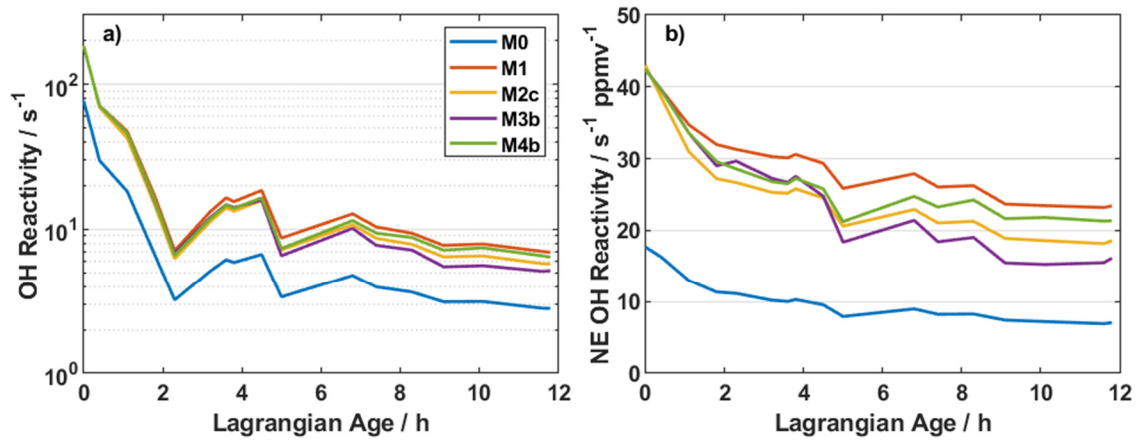 a)
M0
M1
M2c
M3b
M4b
OH Reactivity / s⁻¹
10²
10¹
10⁰
0 2 4 6 8 10 12
Lagrangian Age / h
b)
NE OH Reactivity / s⁻¹ ppmv⁻¹
50
40
30
20
10
0
0 2 4 6 8 10 12
Lagrangian Age / h